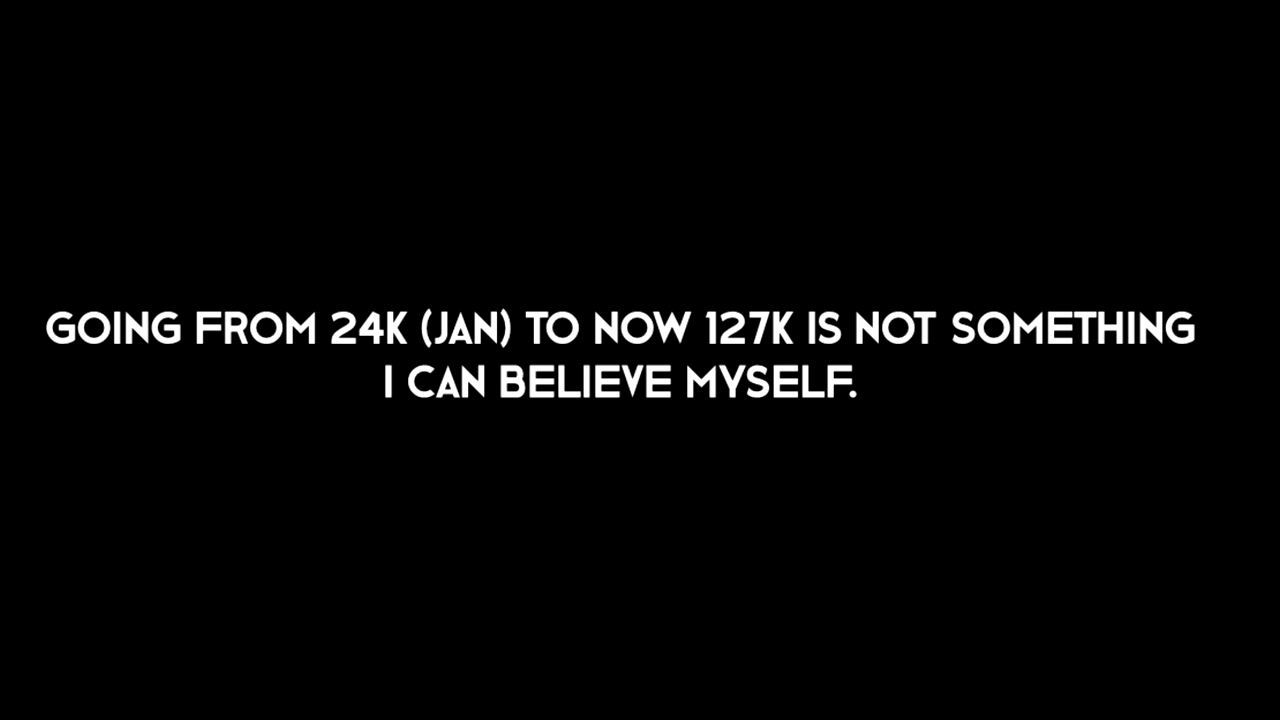 GOING FROM 24K (JAN) TO NOW 127K IS NOT SOMETHING
I CAN BELIEVE MYSELF.